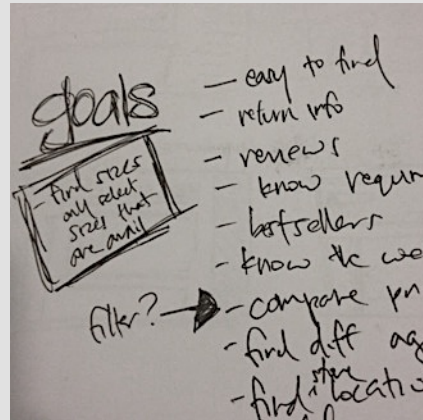 goals
- find sizes
only select
sizes that
are avail
filter?
- easy to find
- return info
- reviews
- know
- bestsellers
- know the
- compare
- find diff
- find store